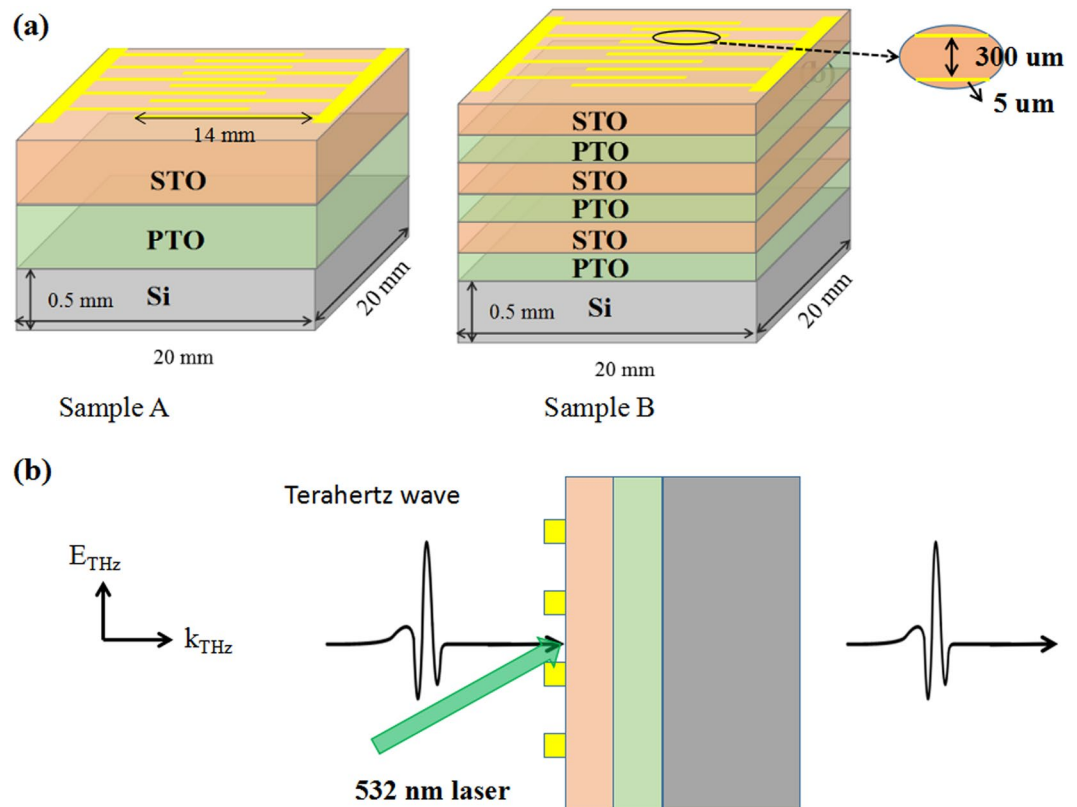 (a)
300 um
(b)
5 um
14 mm
STO
PTO
0.5 mm
Si
20 mm
20 mm
Sample A
STO
PTO
STO
PTO
STO
PTO
0.5 mm
Si
20 mm
20 mm
Sample B
(b)
Terahertz wave
E_THz
k_THz
532 nm laser